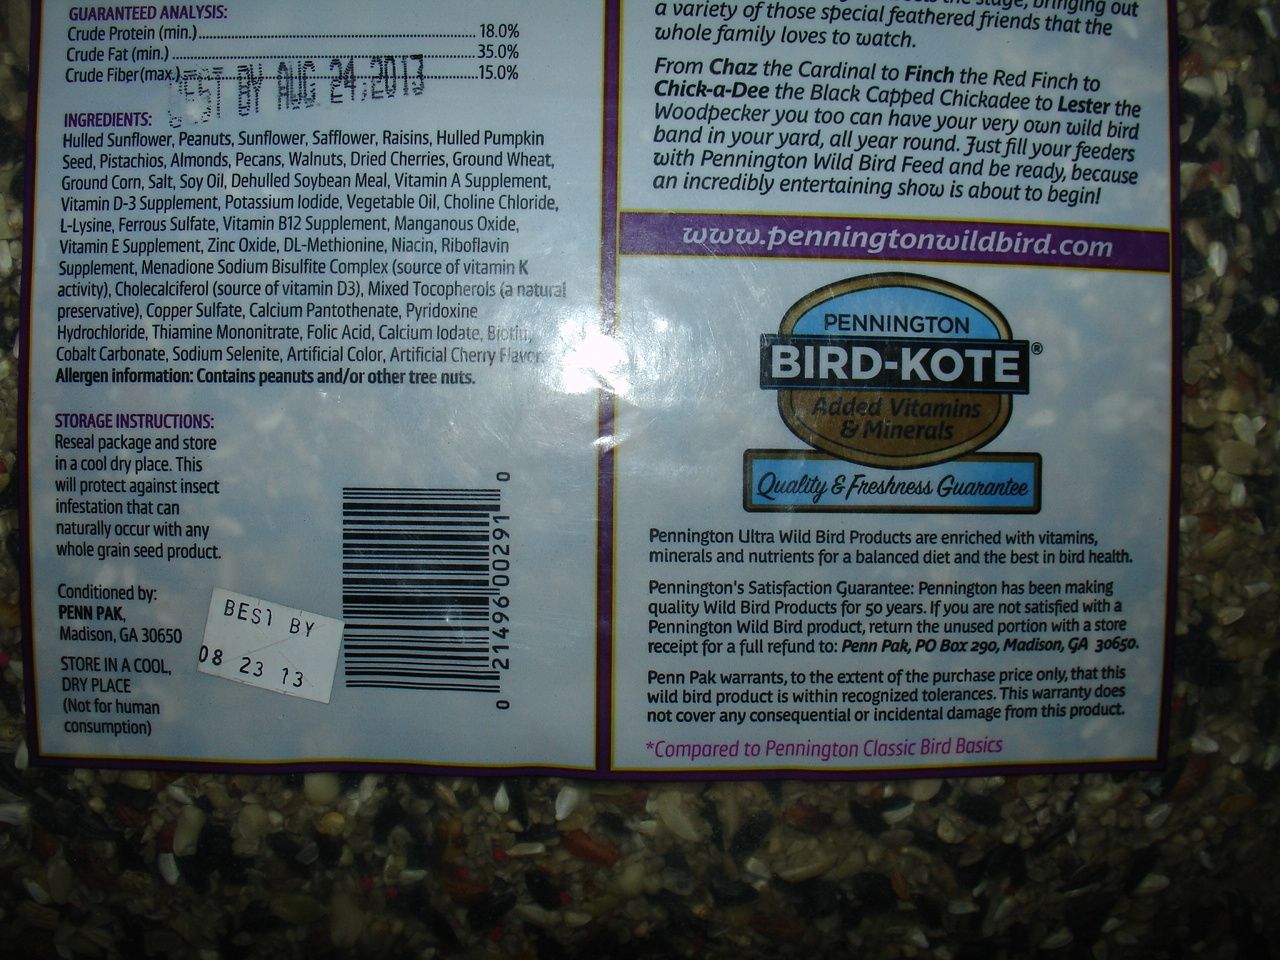 GUARANTEED ANALYSIS:
Crude Protein (min.)........ 18.0%
Crude Fat (min.)........ 35.0%
Crude Fiber(max.)........15.0%
BEST BY AUG 24,2013
INGREDIENTS:
Hulled Sunflower, Peanuts, Sunflower, Safflower, Raisins, Hulled Pumpkin
Seed, Pistachios, Almonds, Pecans, Walnuts, Dried Cherries, Ground Wheat,
Ground Corn, Salt, Soy Oil, Dehulled Soybean Meal, Vitamin A Supplement,
Vitamin D-3 Supplement, Potassium Iodide, Vegetable Oil, Choline Chloride,
L-Lysine, Ferrous Sulfate, Vitamin B12 Supplement, Manganous Oxide,
Vitamin E Supplement, Zinc Oxide, DL-Methionine, Niacin, Riboflavin
Supplement, Menadione Sodium Bisulfite Complex (source of vitamin K
activity), Cholecalciferol (source of vitamin D3), Mixed Tocopherols (a natural
preservative), Copper Sulfate, Calcium Pantothenate, Pyridoxine
Hydrochloride, Thiamine Mononitrate, Folic Acid, Calcium Iodate, Biotin,
Cobalt Carbonate, Sodium Selenite, Artificial Color, Artificial Cherry Flavor.
Allergen information: Contains peanuts and/or other tree nuts.
STORAGE INSTRUCTIONS:
Reseal package and store
in a cool dry place. This
will protect against insect
infestation that can
naturally occur with any
whole grain seed product.
Conditioned by:
PENN PAK,
Madison, GA 30650
STORE IN A COOL,
DRY PLACE
(Not for human
consumption)
BEST BY
08 23 13
0 21496 00291 0
the stage, bringing out
a variety of those special feathered friends that the
whole family loves to watch.
From Chaz the Cardinal to Finch the Red Finch to
Chick-a-Dee the Black Capped Chickadee to Lester the
Woodpecker you too can have your very own wild bird
band in your yard, all year round. Just fill your feeders
with Pennington Wild Bird Feed and be ready, because
an incredibly entertaining show is about to begin!
www.penningtonwildbird.com
PENNINGTON
BIRD-KOTE®
Added Vitamins
& Minerals
Quality & Freshness Guarantee
Pennington Ultra Wild Bird Products are enriched with vitamins,
minerals and nutrients for a balanced diet and the best in bird health.
Pennington's Satisfaction Guarantee: Pennington has been making
quality Wild Bird Products for 50 years. If you are not satisfied with a
Pennington Wild Bird product, return the unused portion with a store
receipt for a full refund to: Penn Pak, PO Box 290, Madison, GA 30650.
Penn Pak warrants, to the extent of the purchase price only, that this
wild bird product is within recognized tolerances. This warranty does
not cover any consequential or incidental damage from this product.
*Compared to Pennington Classic Bird Basics